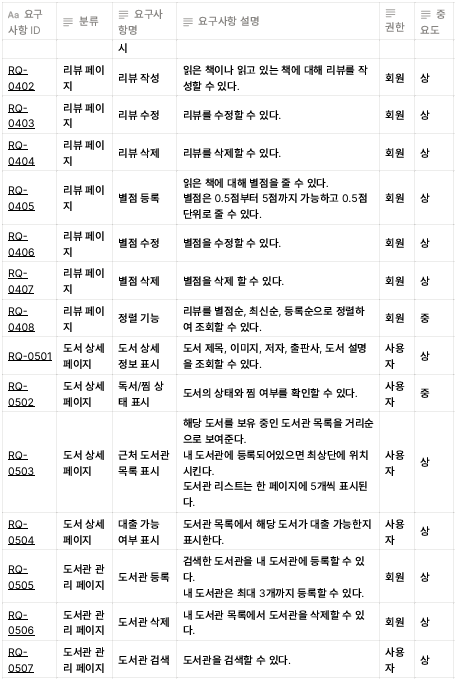 Aa 요구사항 ID 분류 요구사항명 요구사항 설명 권한 중요도
시
RQ-0402 리뷰 페이지 리뷰 작성 읽은 책이나 읽고 있는 책에 대해 리뷰를 작성할 수 있다. 회원 상
RQ-0403 리뷰 페이지 리뷰 수정 리뷰를 수정할 수 있다. 회원 상
RQ-0404 리뷰 페이지 리뷰 삭제 리뷰를 삭제할 수 있다. 회원 상
RQ-0405 리뷰 페이지 별점 등록 읽은 책에 대해 별점을 줄 수 있다.
별점은 0.5점부터 5점까지 가능하고 0.5점 단위로 줄 수 있다. 회원 상
RQ-0406 리뷰 페이지 별점 수정 별점을 수정할 수 있다. 회원 상
RQ-0407 리뷰 페이지 별점 삭제 별점을 삭제 할 수 있다. 회원 상
RQ-0408 리뷰 페이지 정렬 기능 리뷰를 별점순, 최신순, 등록순으로 정렬하여 조회할 수 있다. 회원 중
RQ-0501 도서 상세 페이지 도서 상세 정보 표시 도서 제목, 이미지, 저자, 출판사, 도서 설명을 조회할 수 있다. 사용자 상
RQ-0502 도서 상세 페이지 독서/찜 상태 표시 도서의 상태와 찜 여부를 확인할 수 있다. 사용자 중
RQ-0503 도서 상세 페이지 근처 도서관 목록 표시 해당 도서를 보유 중인 도서관 목록을 거리순으로 보여준다.
내 도서관에 등록되어있으면 최상단에 위치시킨다.
도서관 리스트는 한 페이지에 5개씩 표시된다. 사용자 상
RQ-0504 도서 상세 페이지 대출 가능 여부 표시 도서관 목록에서 해당 도서가 대출 가능한지 표시한다. 사용자 상
RQ-0505 도서관 관리 페이지 도서관 등록 검색한 도서관을 내 도서관에 등록할 수 있다.
내 도서관은 최대 3개까지 등록할 수 있다. 회원 상
RQ-0506 도서관 관리 페이지 도서관 삭제 내 도서관 목록에서 도서관을 삭제할 수 있다. 회원 상
RQ-0507 도서관 관리 페이지 도서관 검색 도서관을 검색할 수 있다. 사용자 상